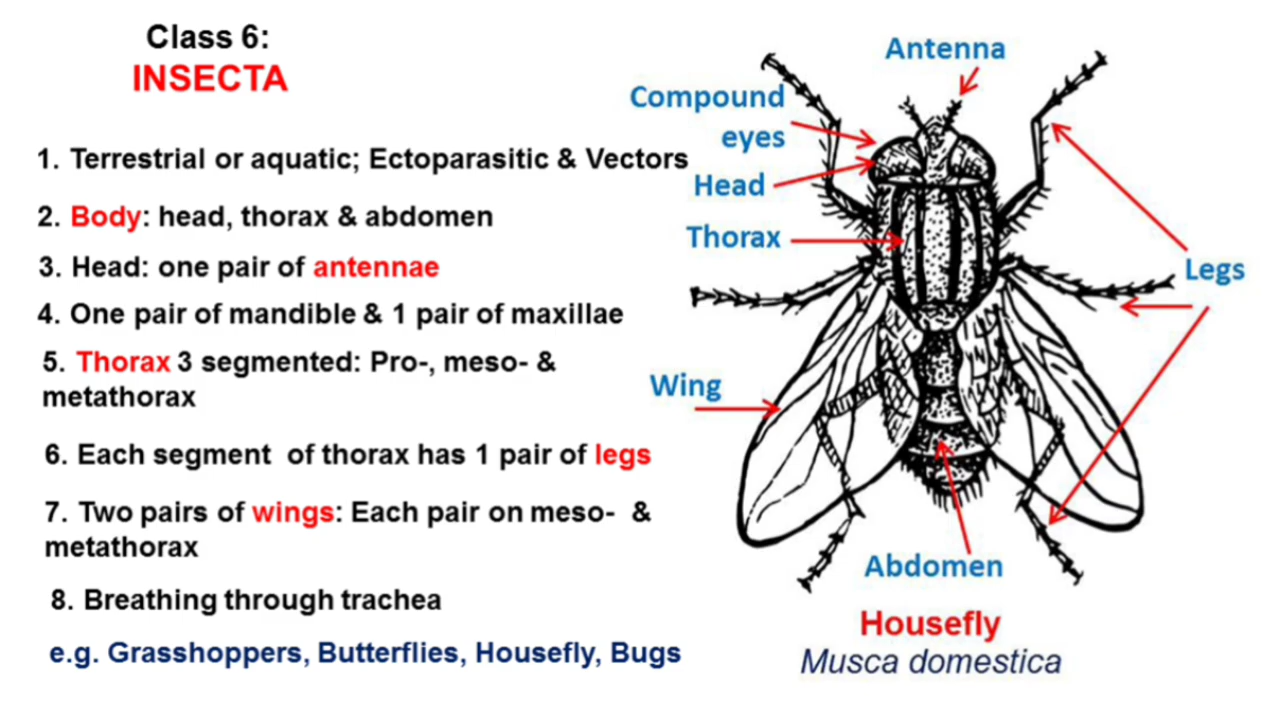 Class 6:
INSECTA
1. Terrestrial or aquatic; Ectoparasitic & Vectors
2. Body: head, thorax & abdomen
3. Head: one pair of antennae
4. One pair of mandible & 1 pair of maxillae
5. Thorax 3 segmented: Pro-, meso- &
metathorax
6. Each segment of thorax has 1 pair of legs
7. Two pairs of wings: Each pair on meso- &
metathorax
8. Breathing through trachea
e.g. Grasshoppers, Butterflies, Housefly, Bugs
Antenna
Compound
eyes
Head
Thorax
Legs
Wing
Abdomen
Housefly
Musca domestica